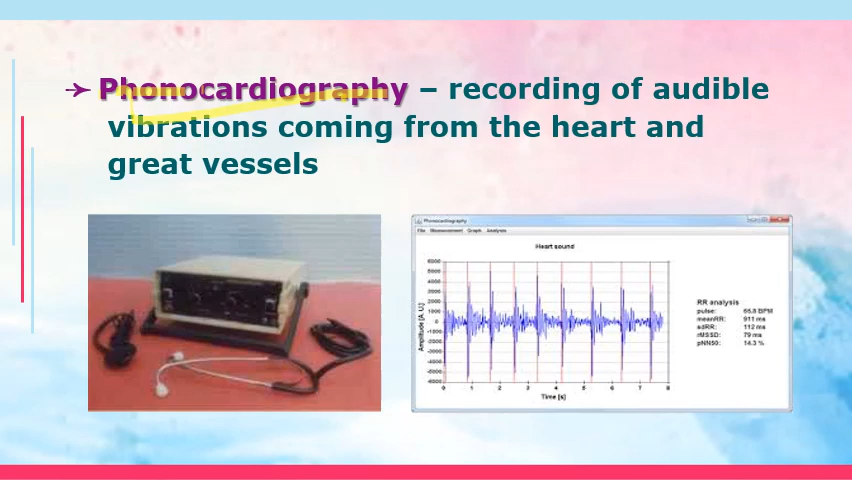 ➢ Phonocardiography – recording of audible
vibrations coming from the heart and
great vessels
Phonocardiography
File Measurement Graph Analysis
Heart sound
6000
5000
4000
3000
2000
1000
0
-1000
-2000
-3000
-4000
-5000
-6000
Amplitude [A.U.]
0 1 2 3 4 5 6 7 8
Time [s]
RR analysis
pulse: 65.8 BPM
meanRR: 911 ms
sdRR: 112 ms
rMSSD: 79 ms
pNN50: 14.3 %